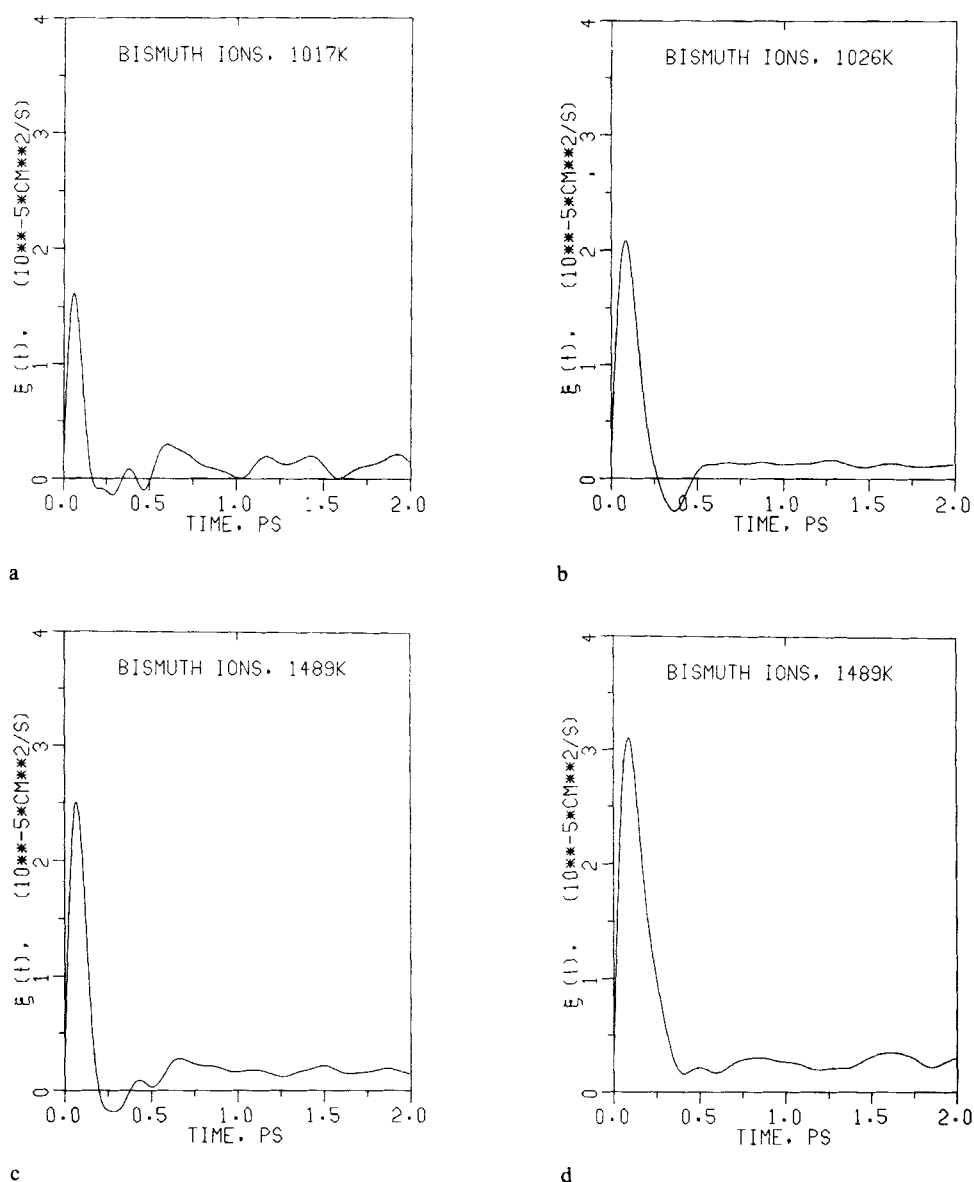 BISMUTH IONS, 1017K
ξ (t), (10**-5*CM**2/S)
4
3
2
1
0
0.0 0.5 1.0 1.5 2.0
TIME, PS
a
BISMUTH IONS, 1026K
ξ (t), (10**-5*CM**2/S)
4
3
2
1
0
0.0 0.5 1.0 1.5 2.0
TIME, PS
b
BISMUTH IONS, 1489K
ξ (t), (10**-5*CM**2/S)
4
3
2
1
0
0.0 0.5 1.0 1.5 2.0
TIME, PS
c
BISMUTH IONS, 1489K
ξ (t), (10**-5*CM**2/S)
4
3
2
1
0
0.0 0.5 1.0 1.5 2.0
TIME, PS
d